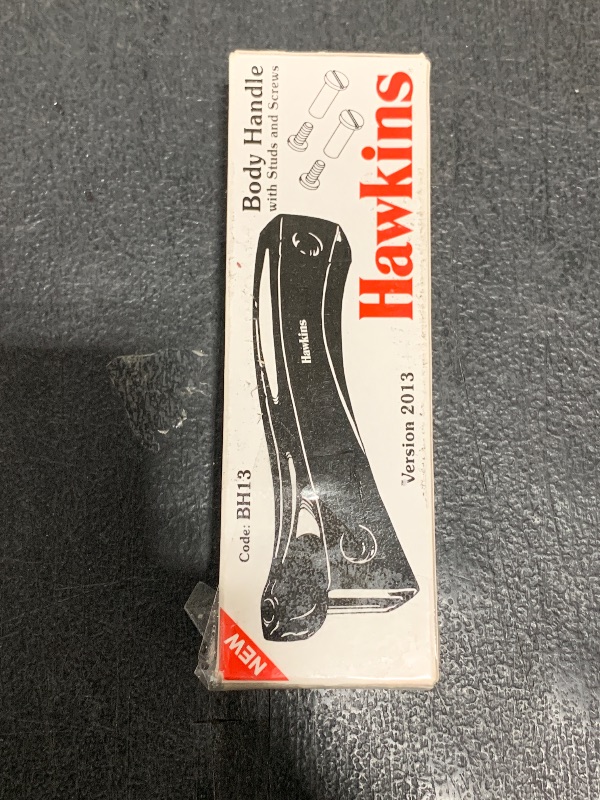 Body Handle
with Studs and Screws
Hawkins
Hawkins
Version 2013
Code: BH13
NEW